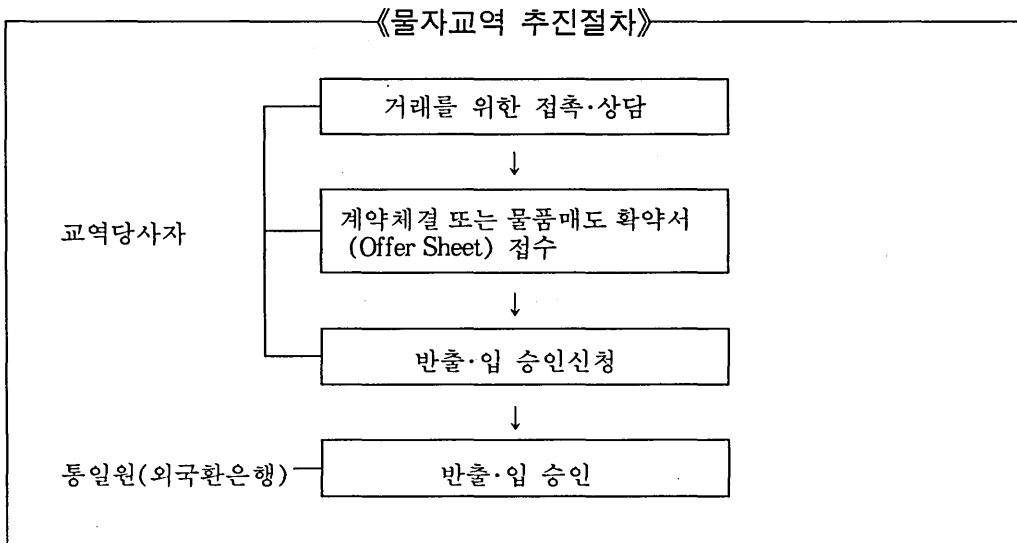 《물자교역 추진절차》
거래를 위한 접촉·상담
↓
교역당사자
계약체결 또는 물품매도 확약서
(Offer Sheet) 접수
↓
반출·입 승인신청
↓
통일원(외국환은행)
반출·입 승인